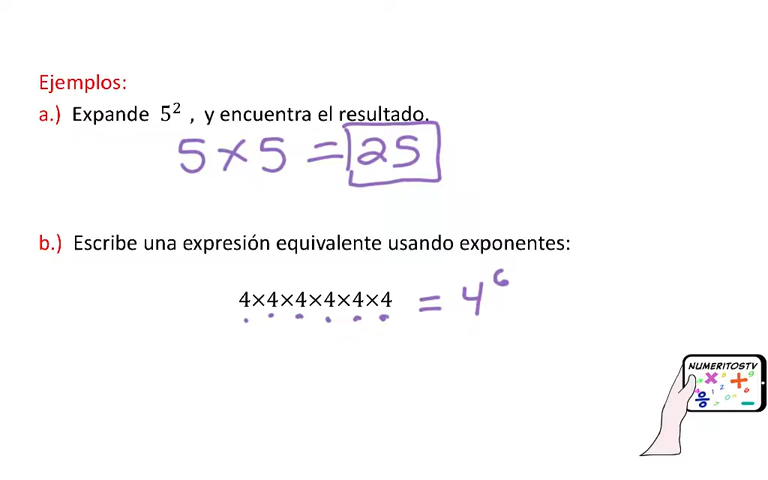 Ejemplos:
a.) Expande 5² , y encuentra el resultado.
5 × 5 = 25
b.) Escribe una expresión equivalente usando exponentes:
4×4×4×4×4×4 = 4⁶
NUMERITOSTV